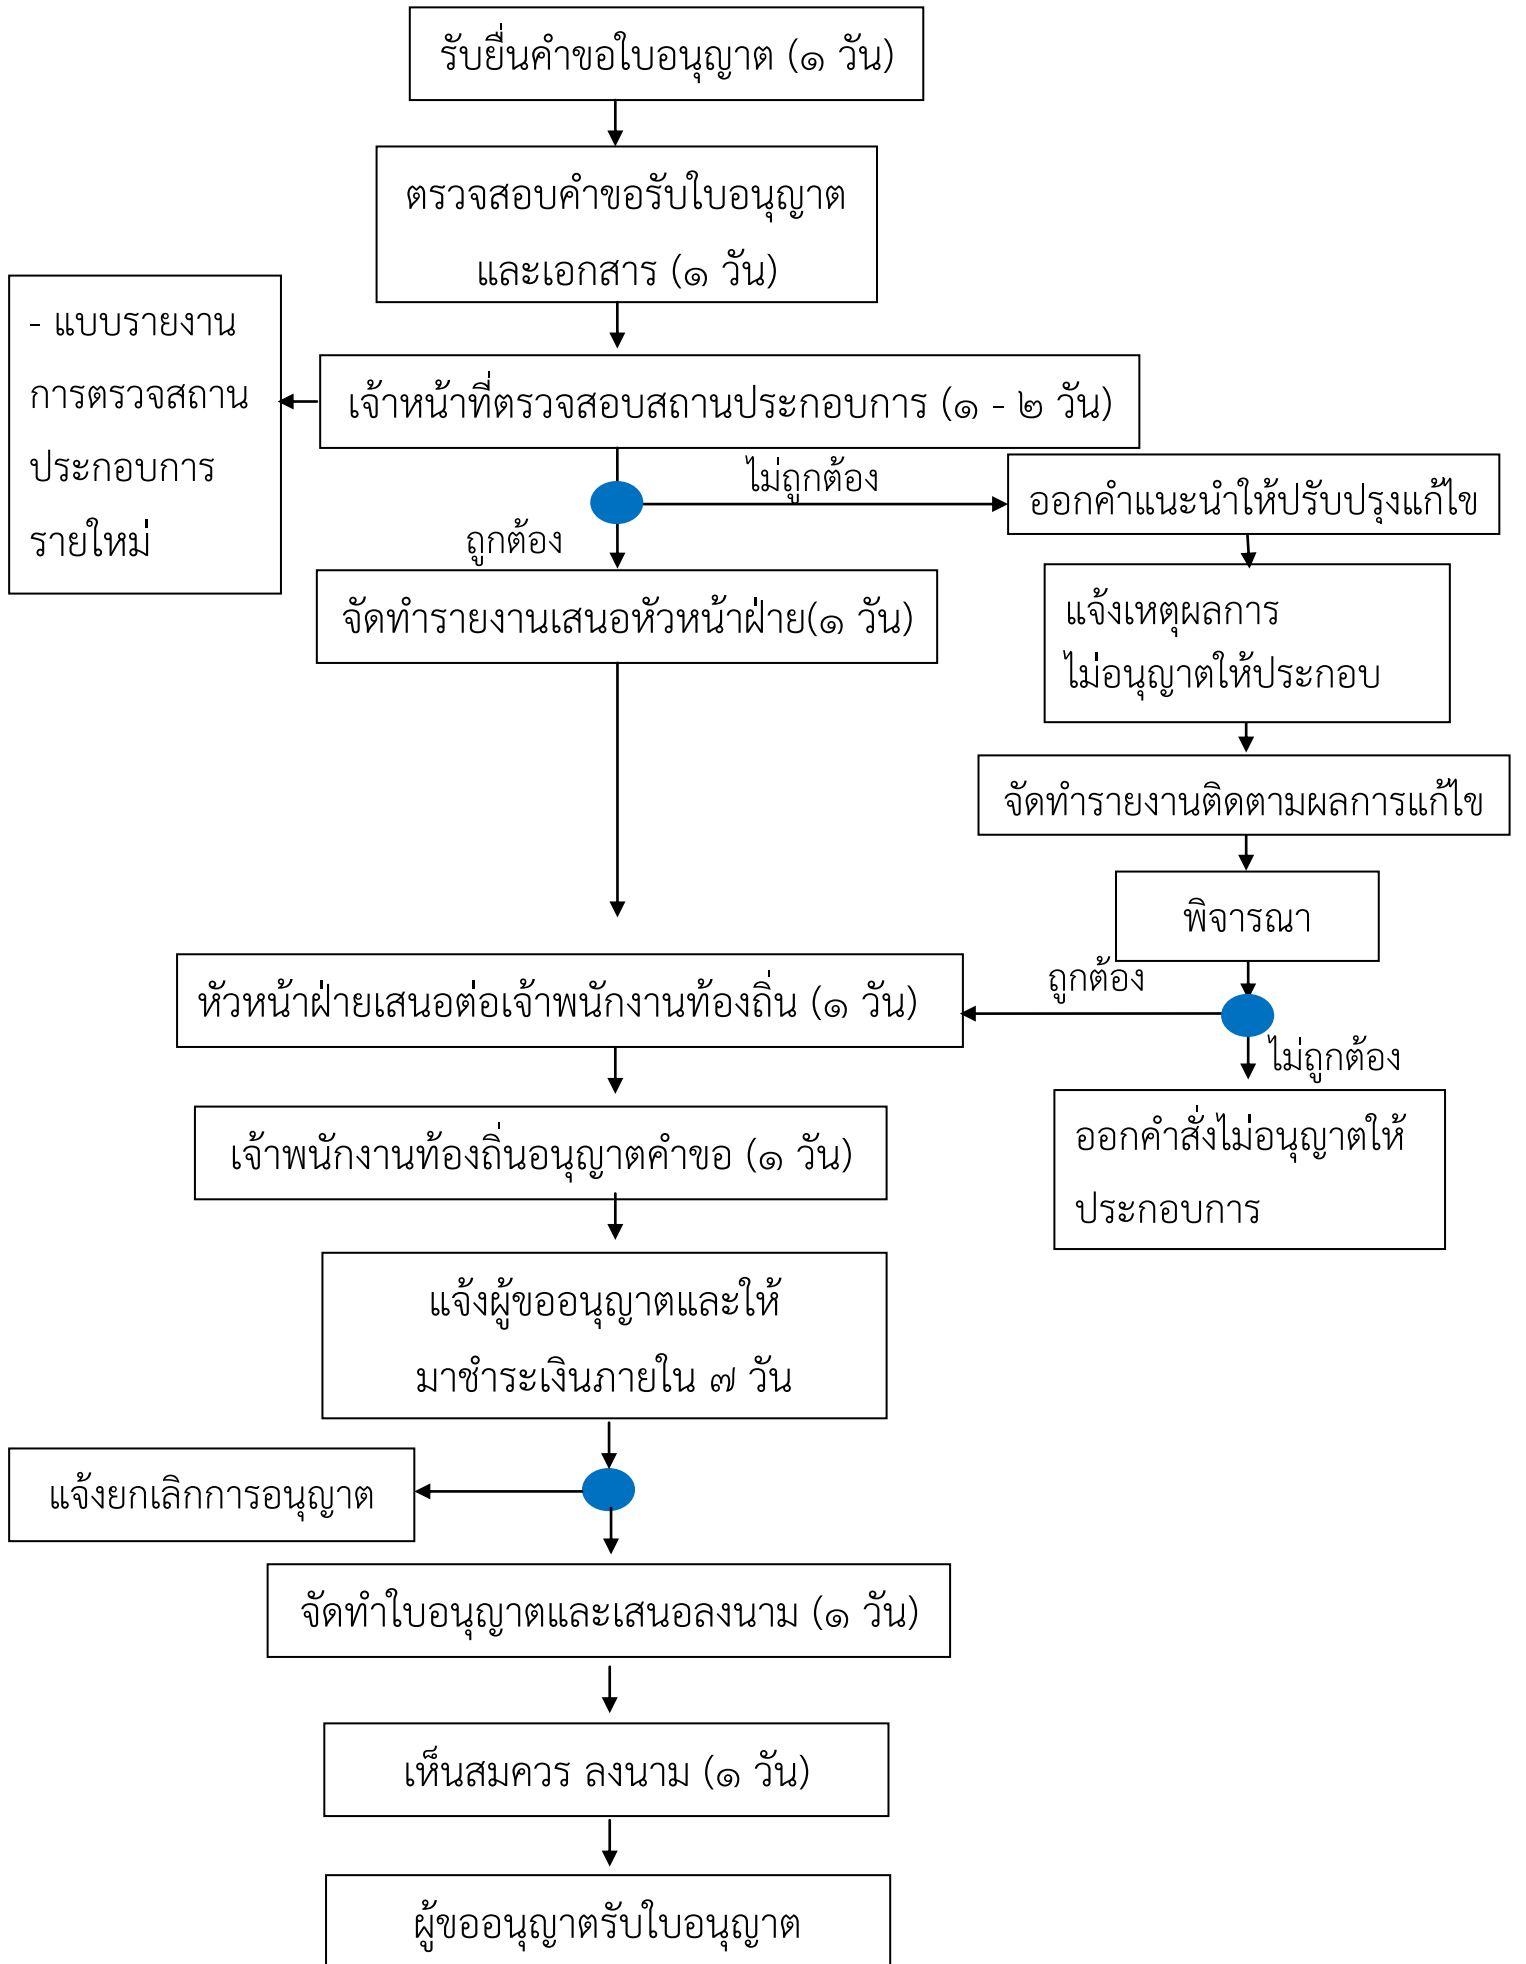 รับยื่นคำขอใบอนุญาต (๑ วัน)
ตรวจสอบคำขอรับใบอนุญาต
และเอกสาร (๑ วัน)
- แบบรายงาน
การตรวจสถาน
ประกอบการ
รายใหม่
เจ้าหน้าที่ตรวจสอบสถานประกอบการ (๑ - ๒ วัน)
ไม่ถูกต้อง
ออกคำแนะนำให้ปรับปรุงแก้ไข
ถูกต้อง
จัดทำรายงานเสนอหัวหน้าฝ่าย(๑ วัน)
แจ้งเหตุผลการ
ไม่อนุญาตให้ประกอบ
จัดทำรายงานติดตามผลการแก้ไข
พิจารณา
ถูกต้อง
หัวหน้าฝ่ายเสนอต่อเจ้าพนักงานท้องถิ่น (๑ วัน)
ไม่ถูกต้อง
ออกคำสั่งไม่อนุญาตให้
ประกอบการ
เจ้าพนักงานท้องถิ่นอนุญาตคำขอ (๑ วัน)
แจ้งผู้ขออนุญาตและให้
มาชำระเงินภายใน ๗ วัน
แจ้งยกเลิกการอนุญาต
จัดทำใบอนุญาตและเสนอลงนาม (๑ วัน)
เห็นสมควร ลงนาม (๑ วัน)
ผู้ขออนุญาตรับใบอนุญาต